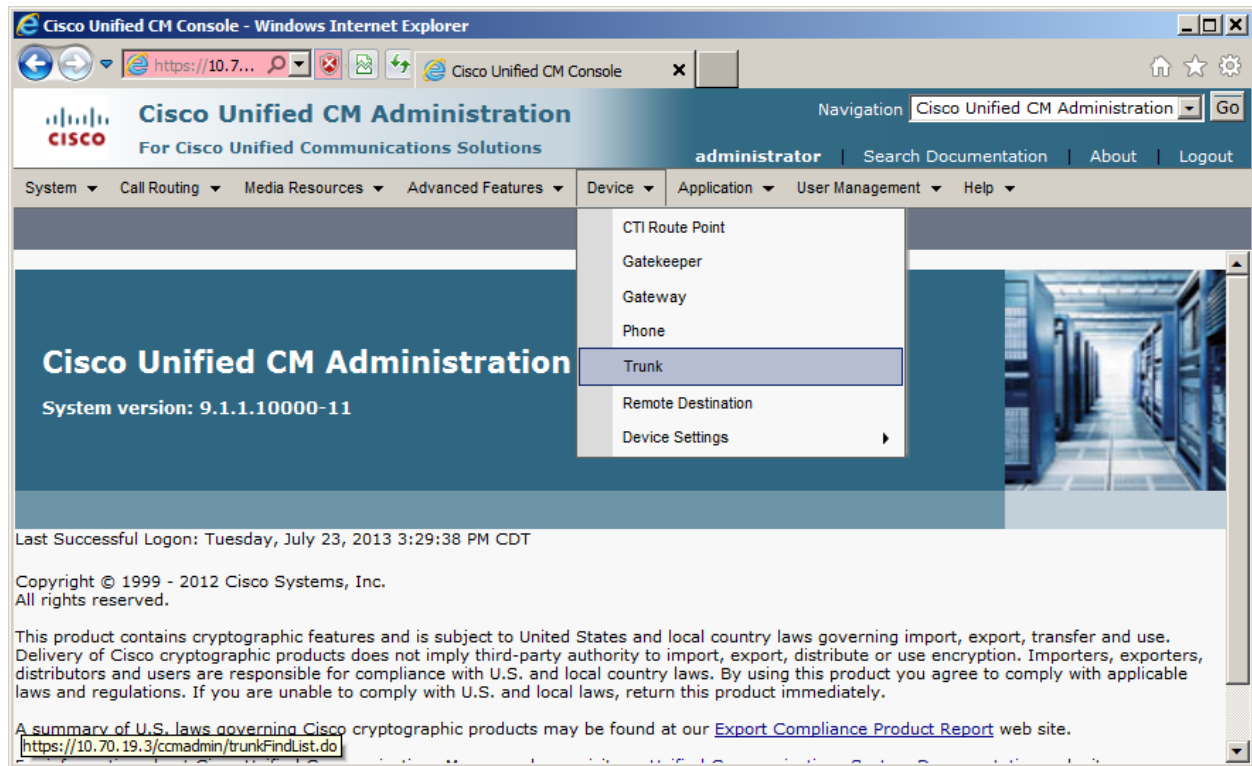 Cisco Unified CM Console - Windows Internet Explorer
https://10.7...
Cisco Unified CM Console
cisco
Cisco Unified CM Administration
For Cisco Unified Communications Solutions
Navigation Cisco Unified CM Administration Go
administrator | Search Documentation | About | Logout
System Call Routing Media Resources Advanced Features Device Application User Management Help
CTI Route Point
Gatekeeper
Gateway
Phone
Trunk
Remote Destination
Device Settings
Cisco Unified CM Administration
System version: 9.1.1.10000-11
Last Successful Logon: Tuesday, July 23, 2013 3:29:38 PM CDT
Copyright © 1999 - 2012 Cisco Systems, Inc.
All rights reserved.
This product contains cryptographic features and is subject to United States and local country laws governing import, export, transfer and use.
Delivery of Cisco cryptographic products does not imply third-party authority to import, export, distribute or use encryption. Importers, exporters,
distributors and users are responsible for compliance with U.S. and local country laws. By using this product you agree to comply with applicable
laws and regulations. If you are unable to comply with U.S. and local laws, return this product immediately.
A summary of U.S. laws governing Cisco cryptographic products may be found at our Export Compliance Product Report web site.
https://10.70.19.3/ccmadmin/trunkFindList.do